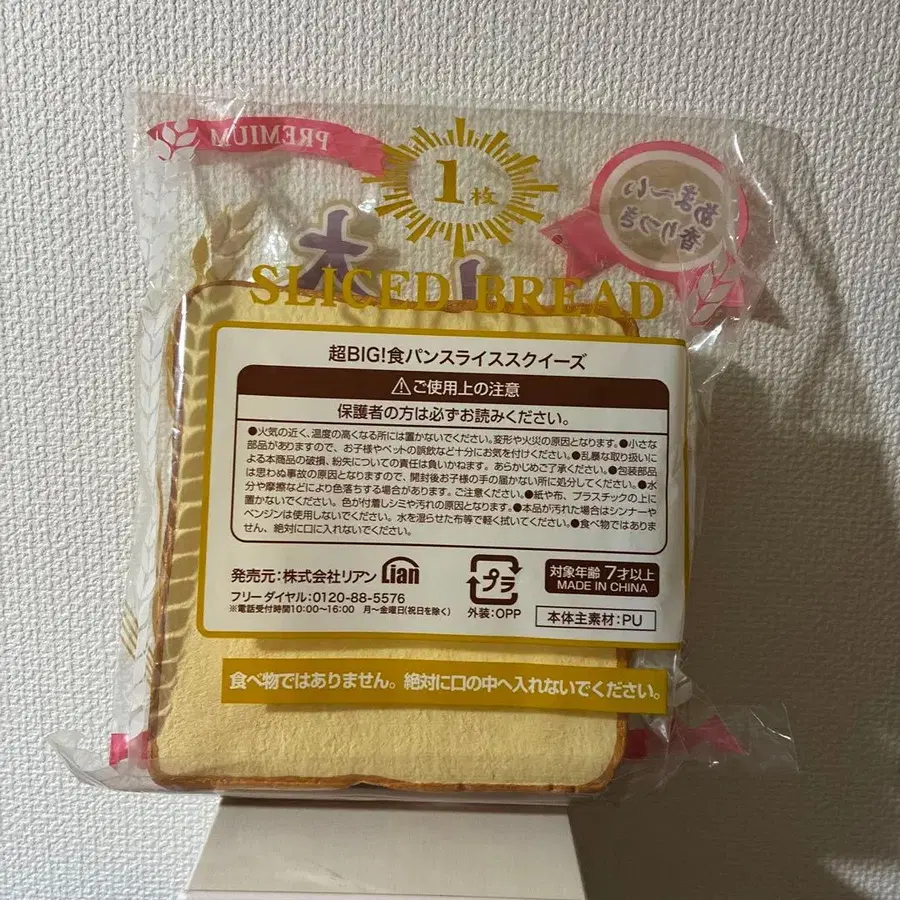 PREMIUM
1
枚
あま〜い
香りつき
大
SLICED BREAD
超BIG!食パンスライススクイーズ
⚠ご使用上の注意
保護者の方は必ずお読みください。
●火気の近く、温度の高くなる所には置かないでください。変形や火災の原因となります。●小さな
部品がありますので、お子様やペットの誤飲など十分にお気を付けください。●乱暴な取り扱いに
よる本商品の破損、紛失についての責任は負いかねます。あらかじめご了承ください。●包装部品
は思わぬ事故の原因となりますので、開封後お子様の手の届かない所に処分してください。●水
分や摩擦などにより色落ちする場合があります。ご注意ください。●紙や布、プラスチックの上に
置かないでください。色が付着しシミや汚れの原因となります。●本品が汚れた場合はシンナーや
ベンジンは使用しないでください。水を湿らせた布等で軽く拭いてください。●食べ物ではありま
せん、絶対に口に入れないでください。
発売元:株式会社リアン Lian
フリーダイヤル:0120-88-5576
※電話受付時間10:00〜16:00 月〜金曜日(祝日を除く)
プラ
外装:OPP
対象年齢 7才以上
MADE IN CHINA
本体主素材:PU
食べ物ではありません。絶対に口の中へ入れないでください。